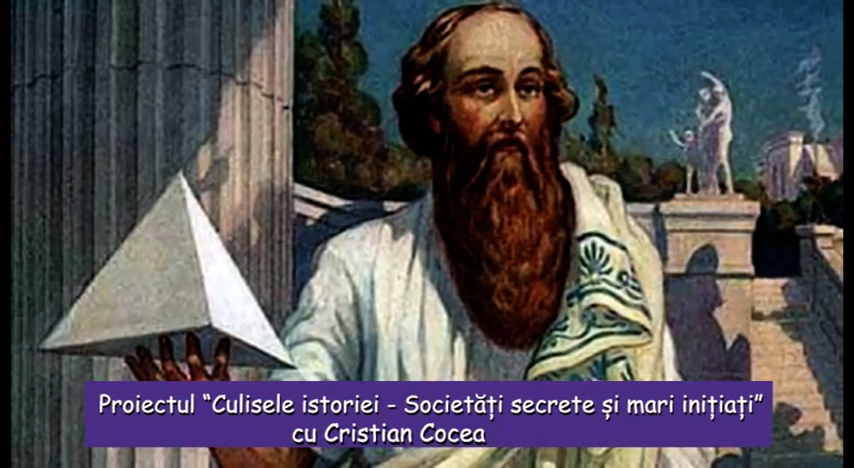 Proiectul “Culisele istoriei - Societăți secrete și mari inițiați”
cu Cristian Cocea